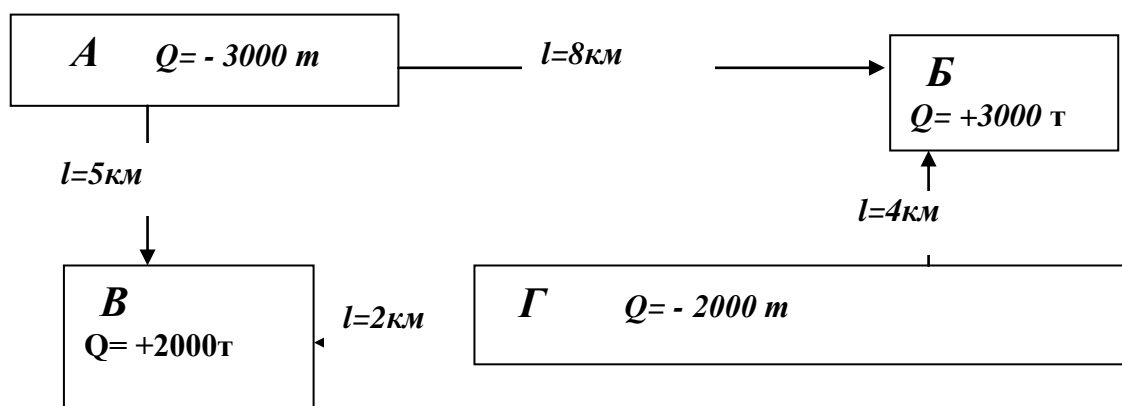 А Q= - 3000 т
l=8км
Б
Q= +3000 т
l=5км
l=4км
В
Q= +2000т
l=2км
Г Q= - 2000 т